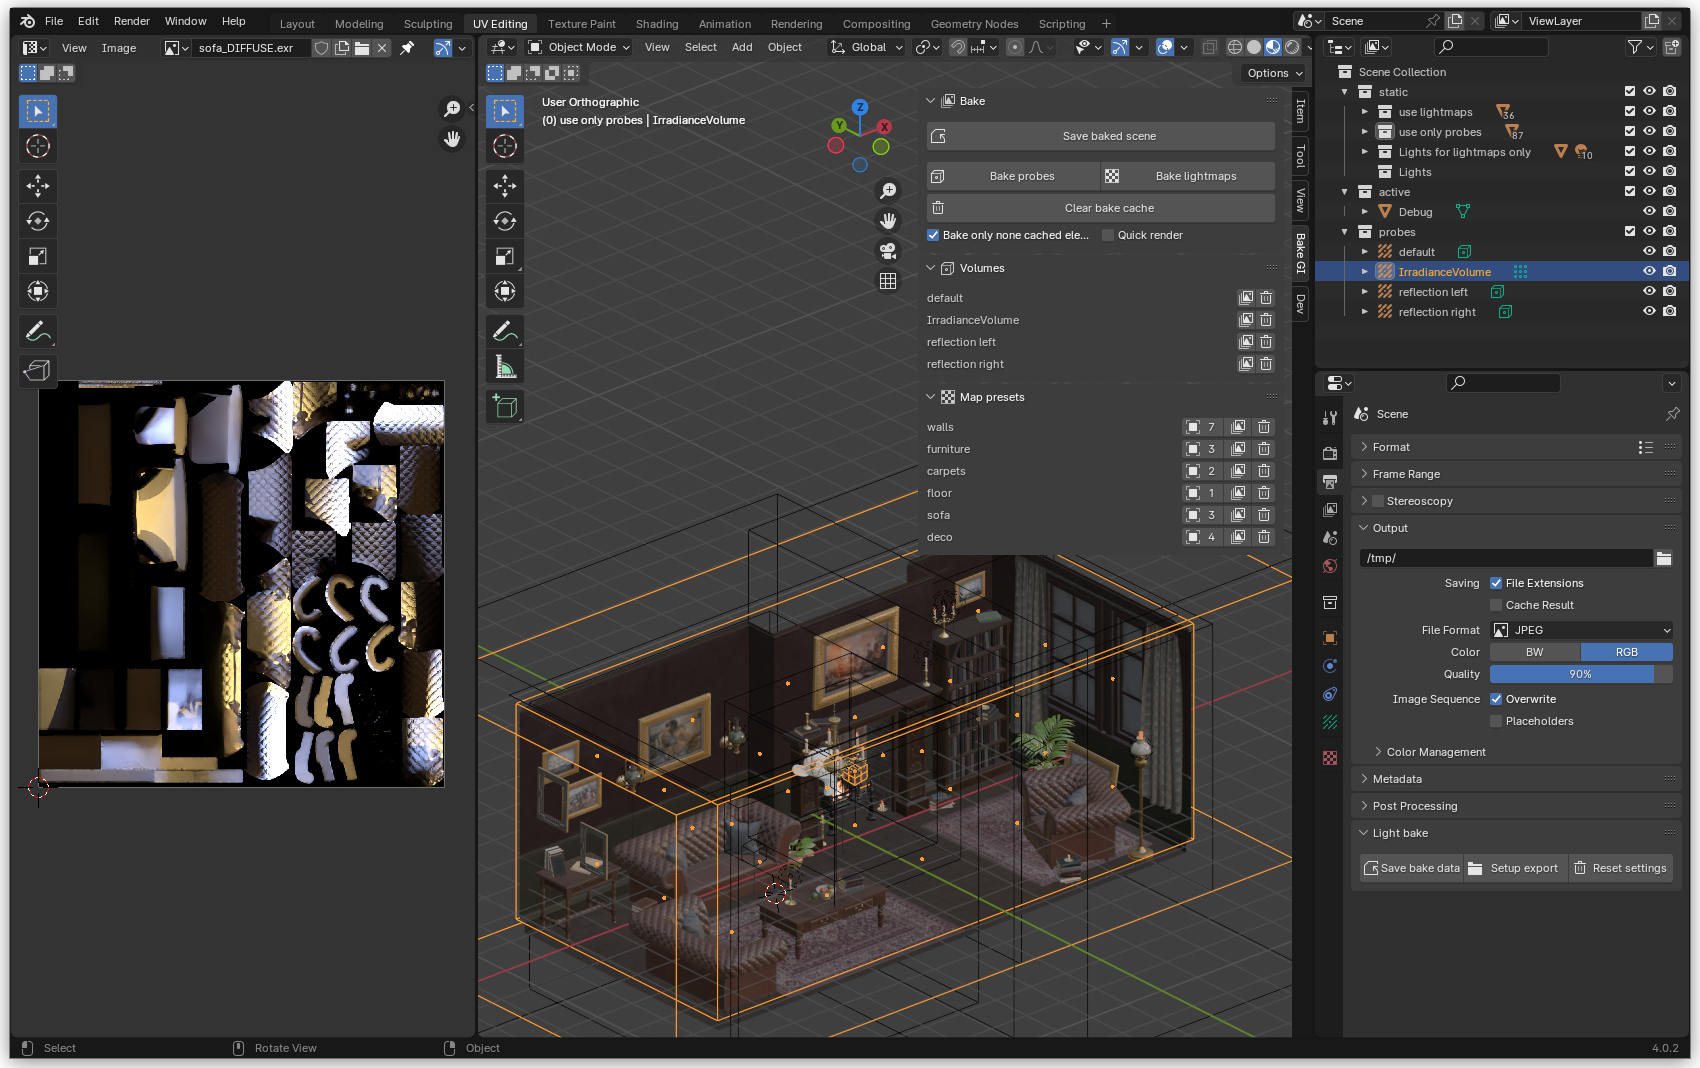 File Edit Render Window Help Layout Modeling Sculpting UV Editing Texture Paint Shading Animation Rendering Compositing Geometry Nodes Scripting + Scene ViewLayer
View Image sofa_DIFFUSE.exr Object Mode View Select Add Object Global
Options
User Orthographic
(0) use only probes | IrradianceVolume
Z
Y
X
Bake
Save baked scene
Bake probes Bake lightmaps
Clear bake cache
Bake only none cached ele... Quick render
Volumes
default
IrradianceVolume
reflection left
reflection right
Map presets
walls 7
furniture 3
carpets 2
floor 1
sofa 3
deco 4
Item
Tool
View
Bake GI
Dev
Scene Collection
static
use lightmaps 36
use only probes 87
Lights for lightmaps only 10
Lights
active
Debug
probes
default
IrradianceVolume
reflection left
reflection right
Scene
Format
Frame Range
Stereoscopy
Output
/tmp/
Saving File Extensions
Cache Result
File Format JPEG
Color BW RGB
Quality 90%
Image Sequence Overwrite
Placeholders
Color Management
Metadata
Post Processing
Light bake
Save bake data Setup export Reset settings
Select Rotate View Object 4.0.2